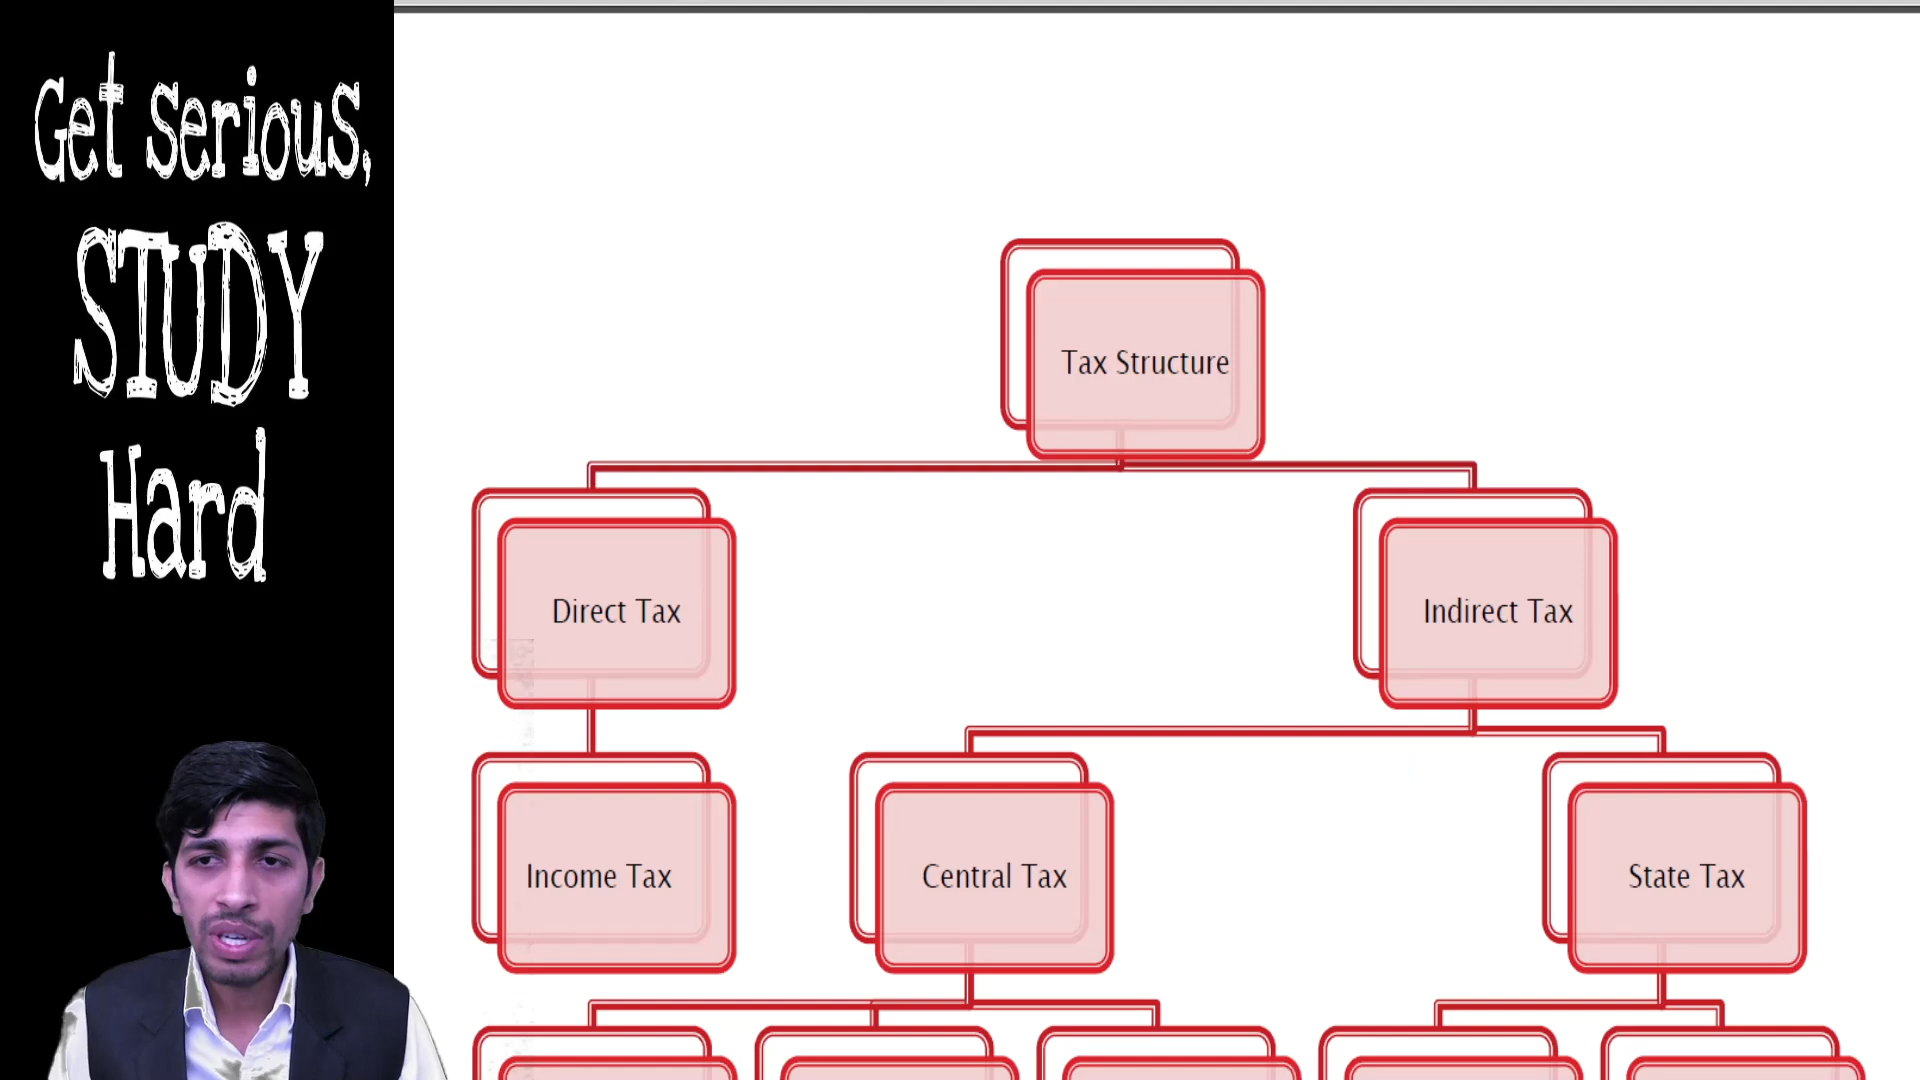 Get serious,
STUDY
Hard
Tax Structure
Direct Tax
Indirect Tax
Income Tax
Central Tax
State Tax